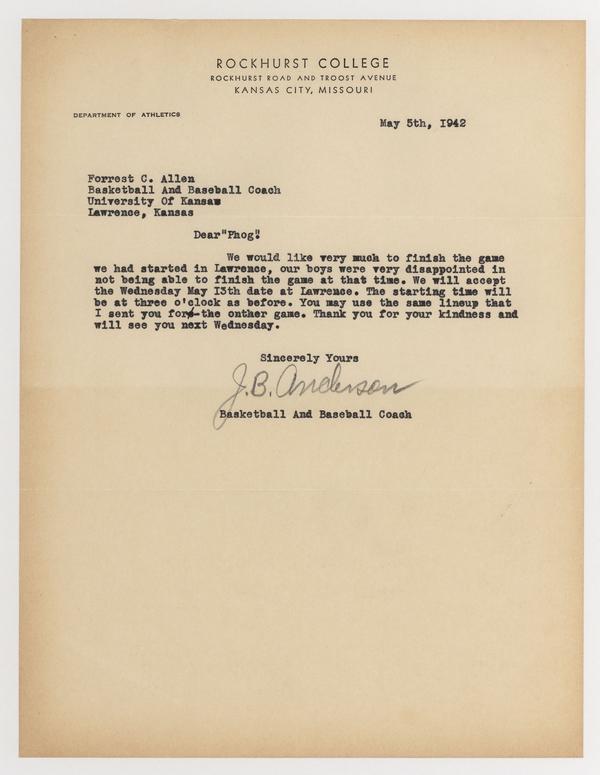 ROCKHURST COLLEGE
ROCKHURST ROAD AND TROOST AVENUE
KANSAS CITY, MISSOURI
DEPARTMENT OF ATHLETICS
May 5th, 1942
Forrest C. Allen
Basketball And Baseball Coach
University Of Kansas
Lawrence, Kansas
Dear"Phog"
We would like very much to finish the game
we had started in Lawrence, our boys were very disappointed in
not being able to finish the game at that time. We will accept
the Wednesday May 13th date at Lawrence. The starting time will
be at three o'clock as before. You may use the same lineup that
I sent you for the onther game. Thank you for your kindness and
will see you next Wednesday.
Sincerely Yours
J.B. Anderson
Basketball And Baseball Coach